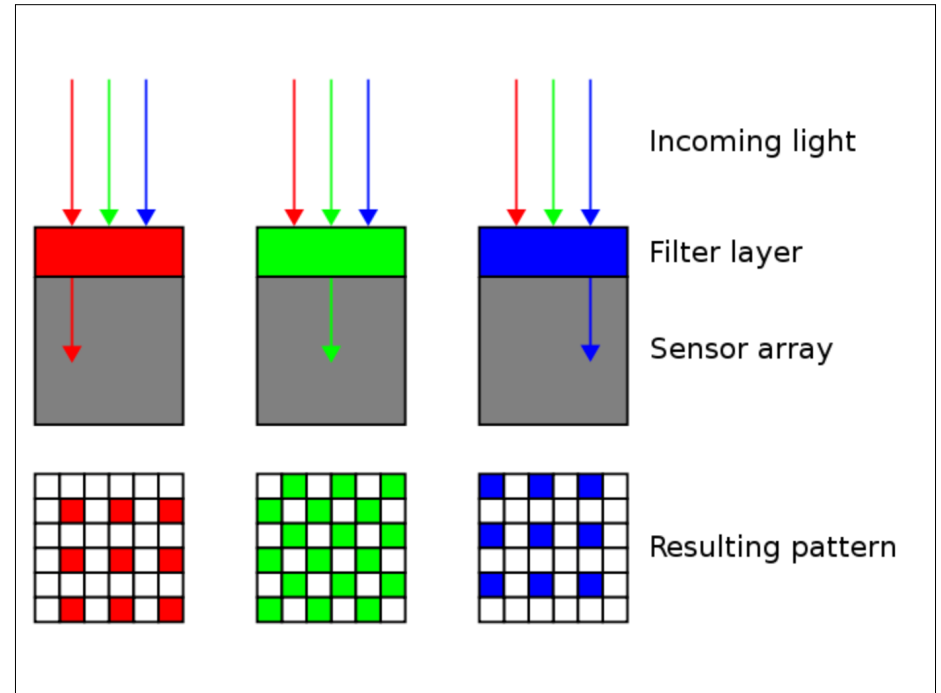 Incoming light
Filter layer
Sensor array
Resulting pattern